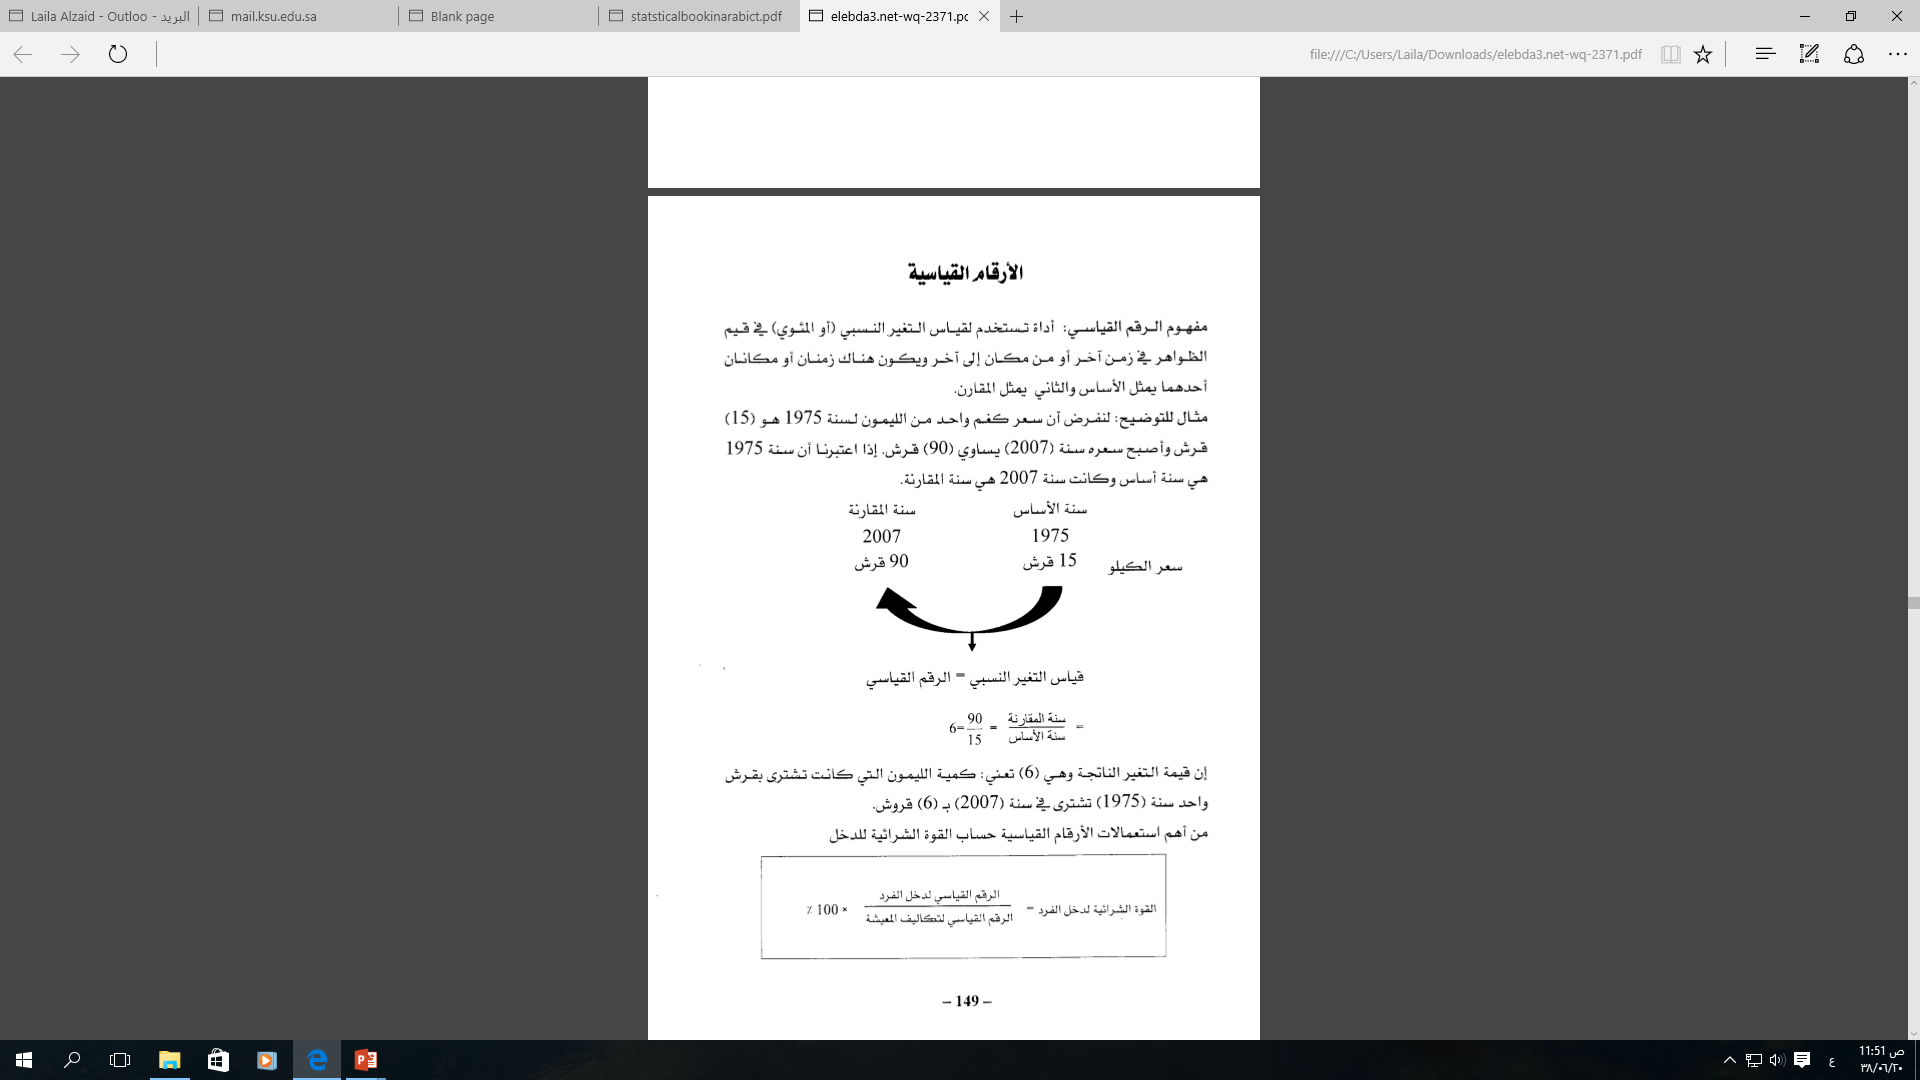 Laila Alzaid - Outloo - البريد
mail.ksu.edu.sa
Blank page
statsticalbookinarabict.pdf
elebda3.net-wq-2371.pc
file:///C:/Users/Laila/Downloads/elebda3.net-wq-2371.pdf
الأرقام القياسية
مفهوم الرقم القياسي: أداة تستخدم لقياس التغير النسبي (أو المئوي) في قيم
الظواهر في زمن آخر أو من مكان إلى آخر ويكون هناك زمنان أو مكانان
أحدهما يمثل الأساس والثاني يمثل المقارن.
مثال للتوضيح: لنفرض أن سعر كغم واحد من الليمون لسنة 1975 هو (15)
قرش وأصبح سعره سنة (2007) يساوي (90) قرش. إذا اعتبرنا أن سنة 1975
هي سنة أساس وكانت سنة 2007 هي سنة المقارنة.
سنة الأساس سنة المقارنة
1975 2007
سعر الكيلو 15 قرش 90 قرش
قياس التغير النسبي = الرقم القياسي
= سنة المقارنة / سنة الأساس = 90 / 15 = 6
إن قيمة التغير الناتجة وهي (6) تعني: كمية الليمون التي كانت تشترى بقرش
واحد سنة (1975) تشترى في سنة (2007) بـ (6) قروش.
من أهم استعمالات الأرقام القياسية حساب القوة الشرائية للدخل
القوة الشرائية لدخل الفرد = الرقم القياسي لدخل الفرد / الرقم القياسي لتكاليف المعيشة × 100 ٪
– 149 –
ع
11:51 ص
٣٨/٠٦/٢٠